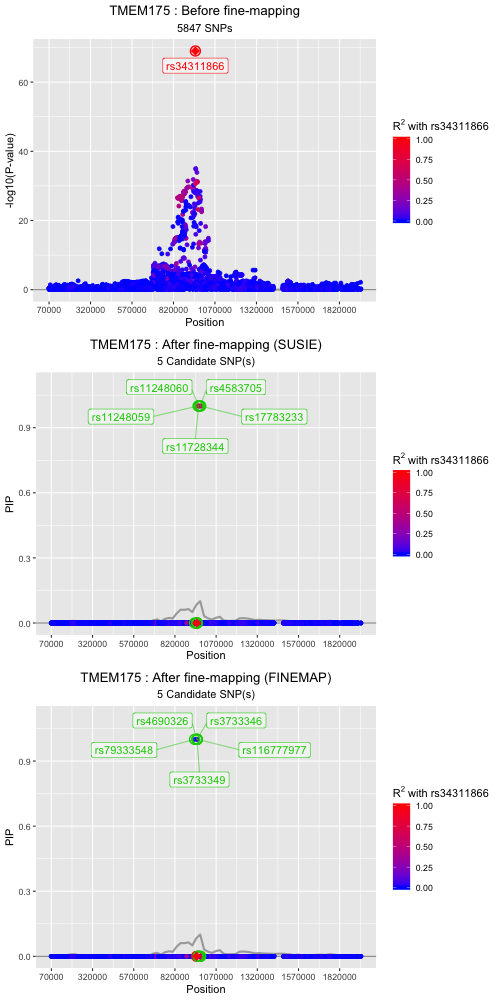 TMEM175 : Before fine-mapping
5847 SNPs
rs34311866
60
40
20
0
-log10(P-value)
70000 320000 570000 820000 1070000 1320000 1570000 1820000
Position
R2 with rs34311866
1.00
0.75
0.50
0.25
0.00
TMEM175 : After fine-mapping (SUSIE)
5 Candidate SNP(s)
rs11248060 rs4583705
rs11248059 rs17783233
rs11728344
0.9
0.6
0.3
0.0
PIP
70000 320000 570000 820000 1070000 1320000 1570000 1820000
Position
R2 with rs34311866
1.00
0.75
0.50
0.25
0.00
TMEM175 : After fine-mapping (FINEMAP)
5 Candidate SNP(s)
rs4690326 rs3733346
rs79333548 rs116777977
rs3733349
0.9
0.6
0.3
0.0
PIP
70000 320000 570000 820000 1070000 1320000 1570000 1820000
Position
R2 with rs34311866
1.00
0.75
0.50
0.25
0.00